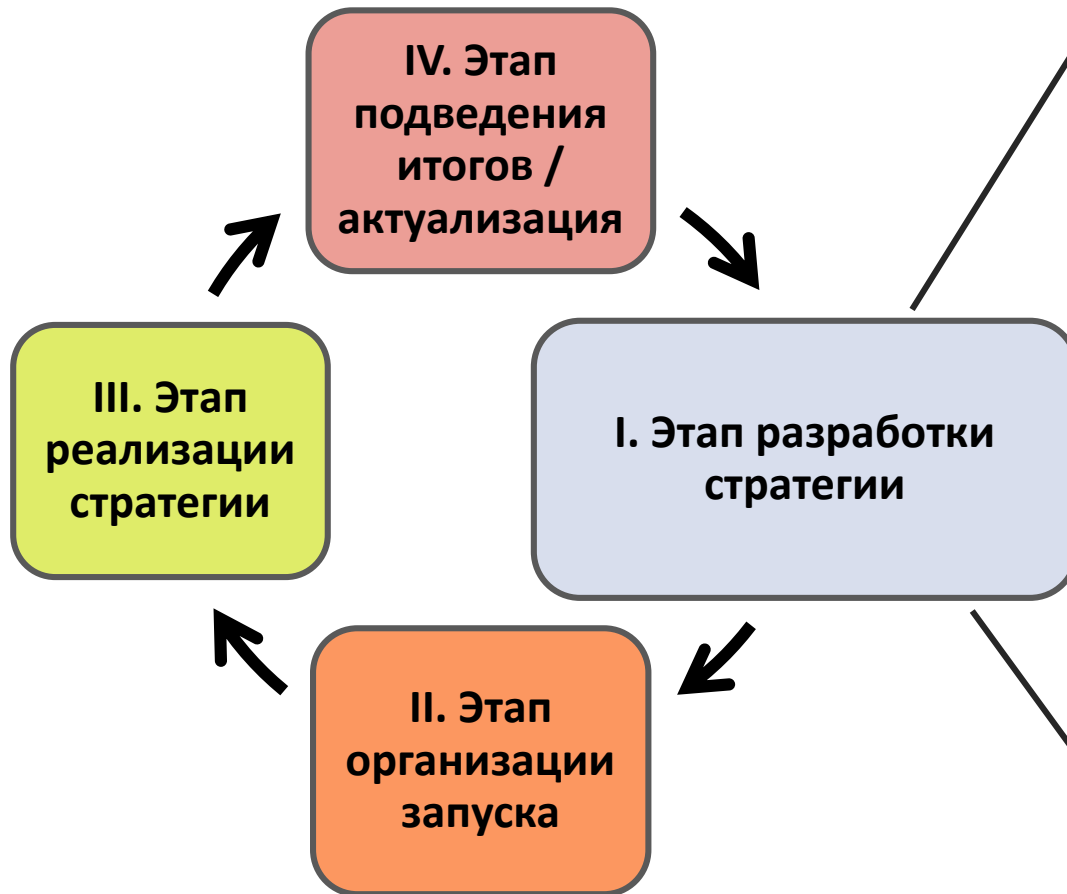 IV. Этап
подведения
итогов /
актуализация
III. Этап
реализации
стратегии
I. Этап разработки
стратегии
II. Этап
организации
запуска